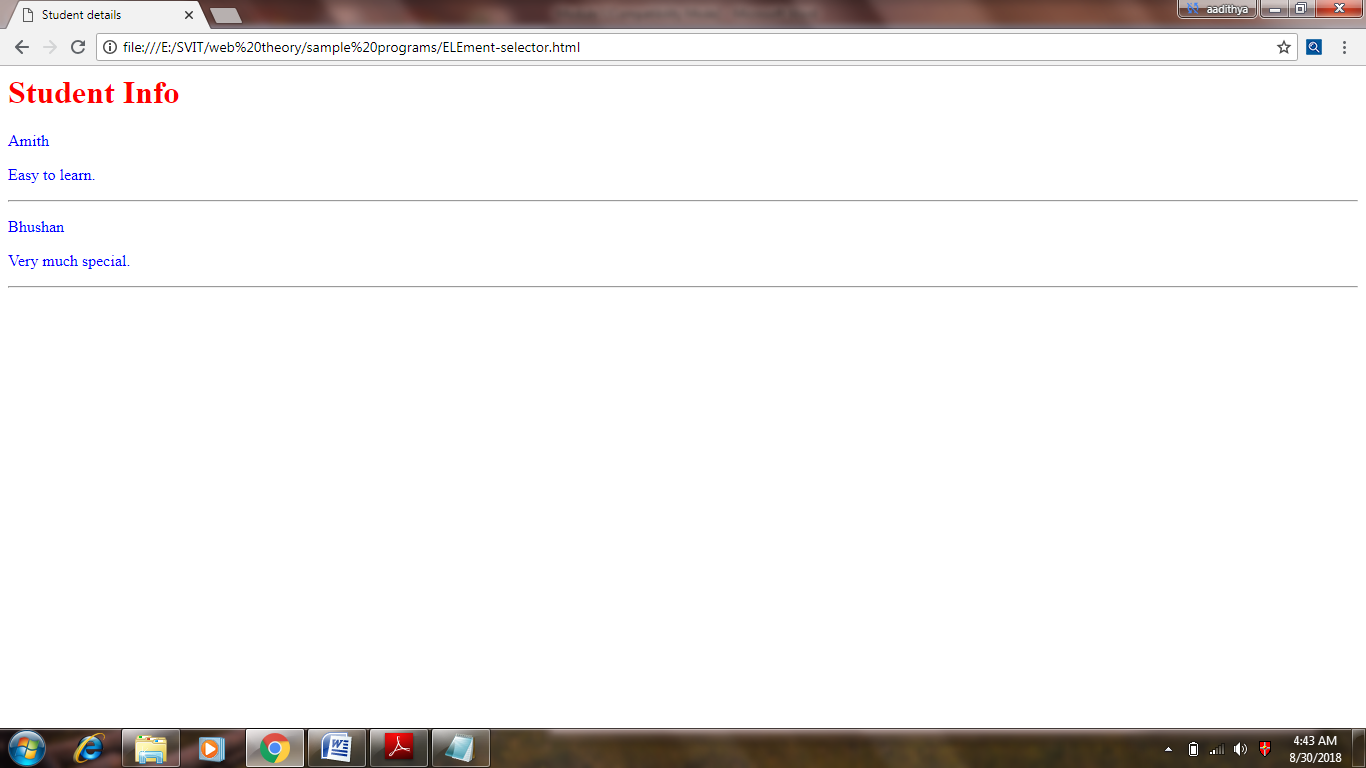 Student details
aadithya
file:///E:/SVIT/web%20theory/sample%20programs/ELEment-selector.html
Student Info
Amith
Easy to learn.
Bhushan
Very much special.
4:43 AM
8/30/2018